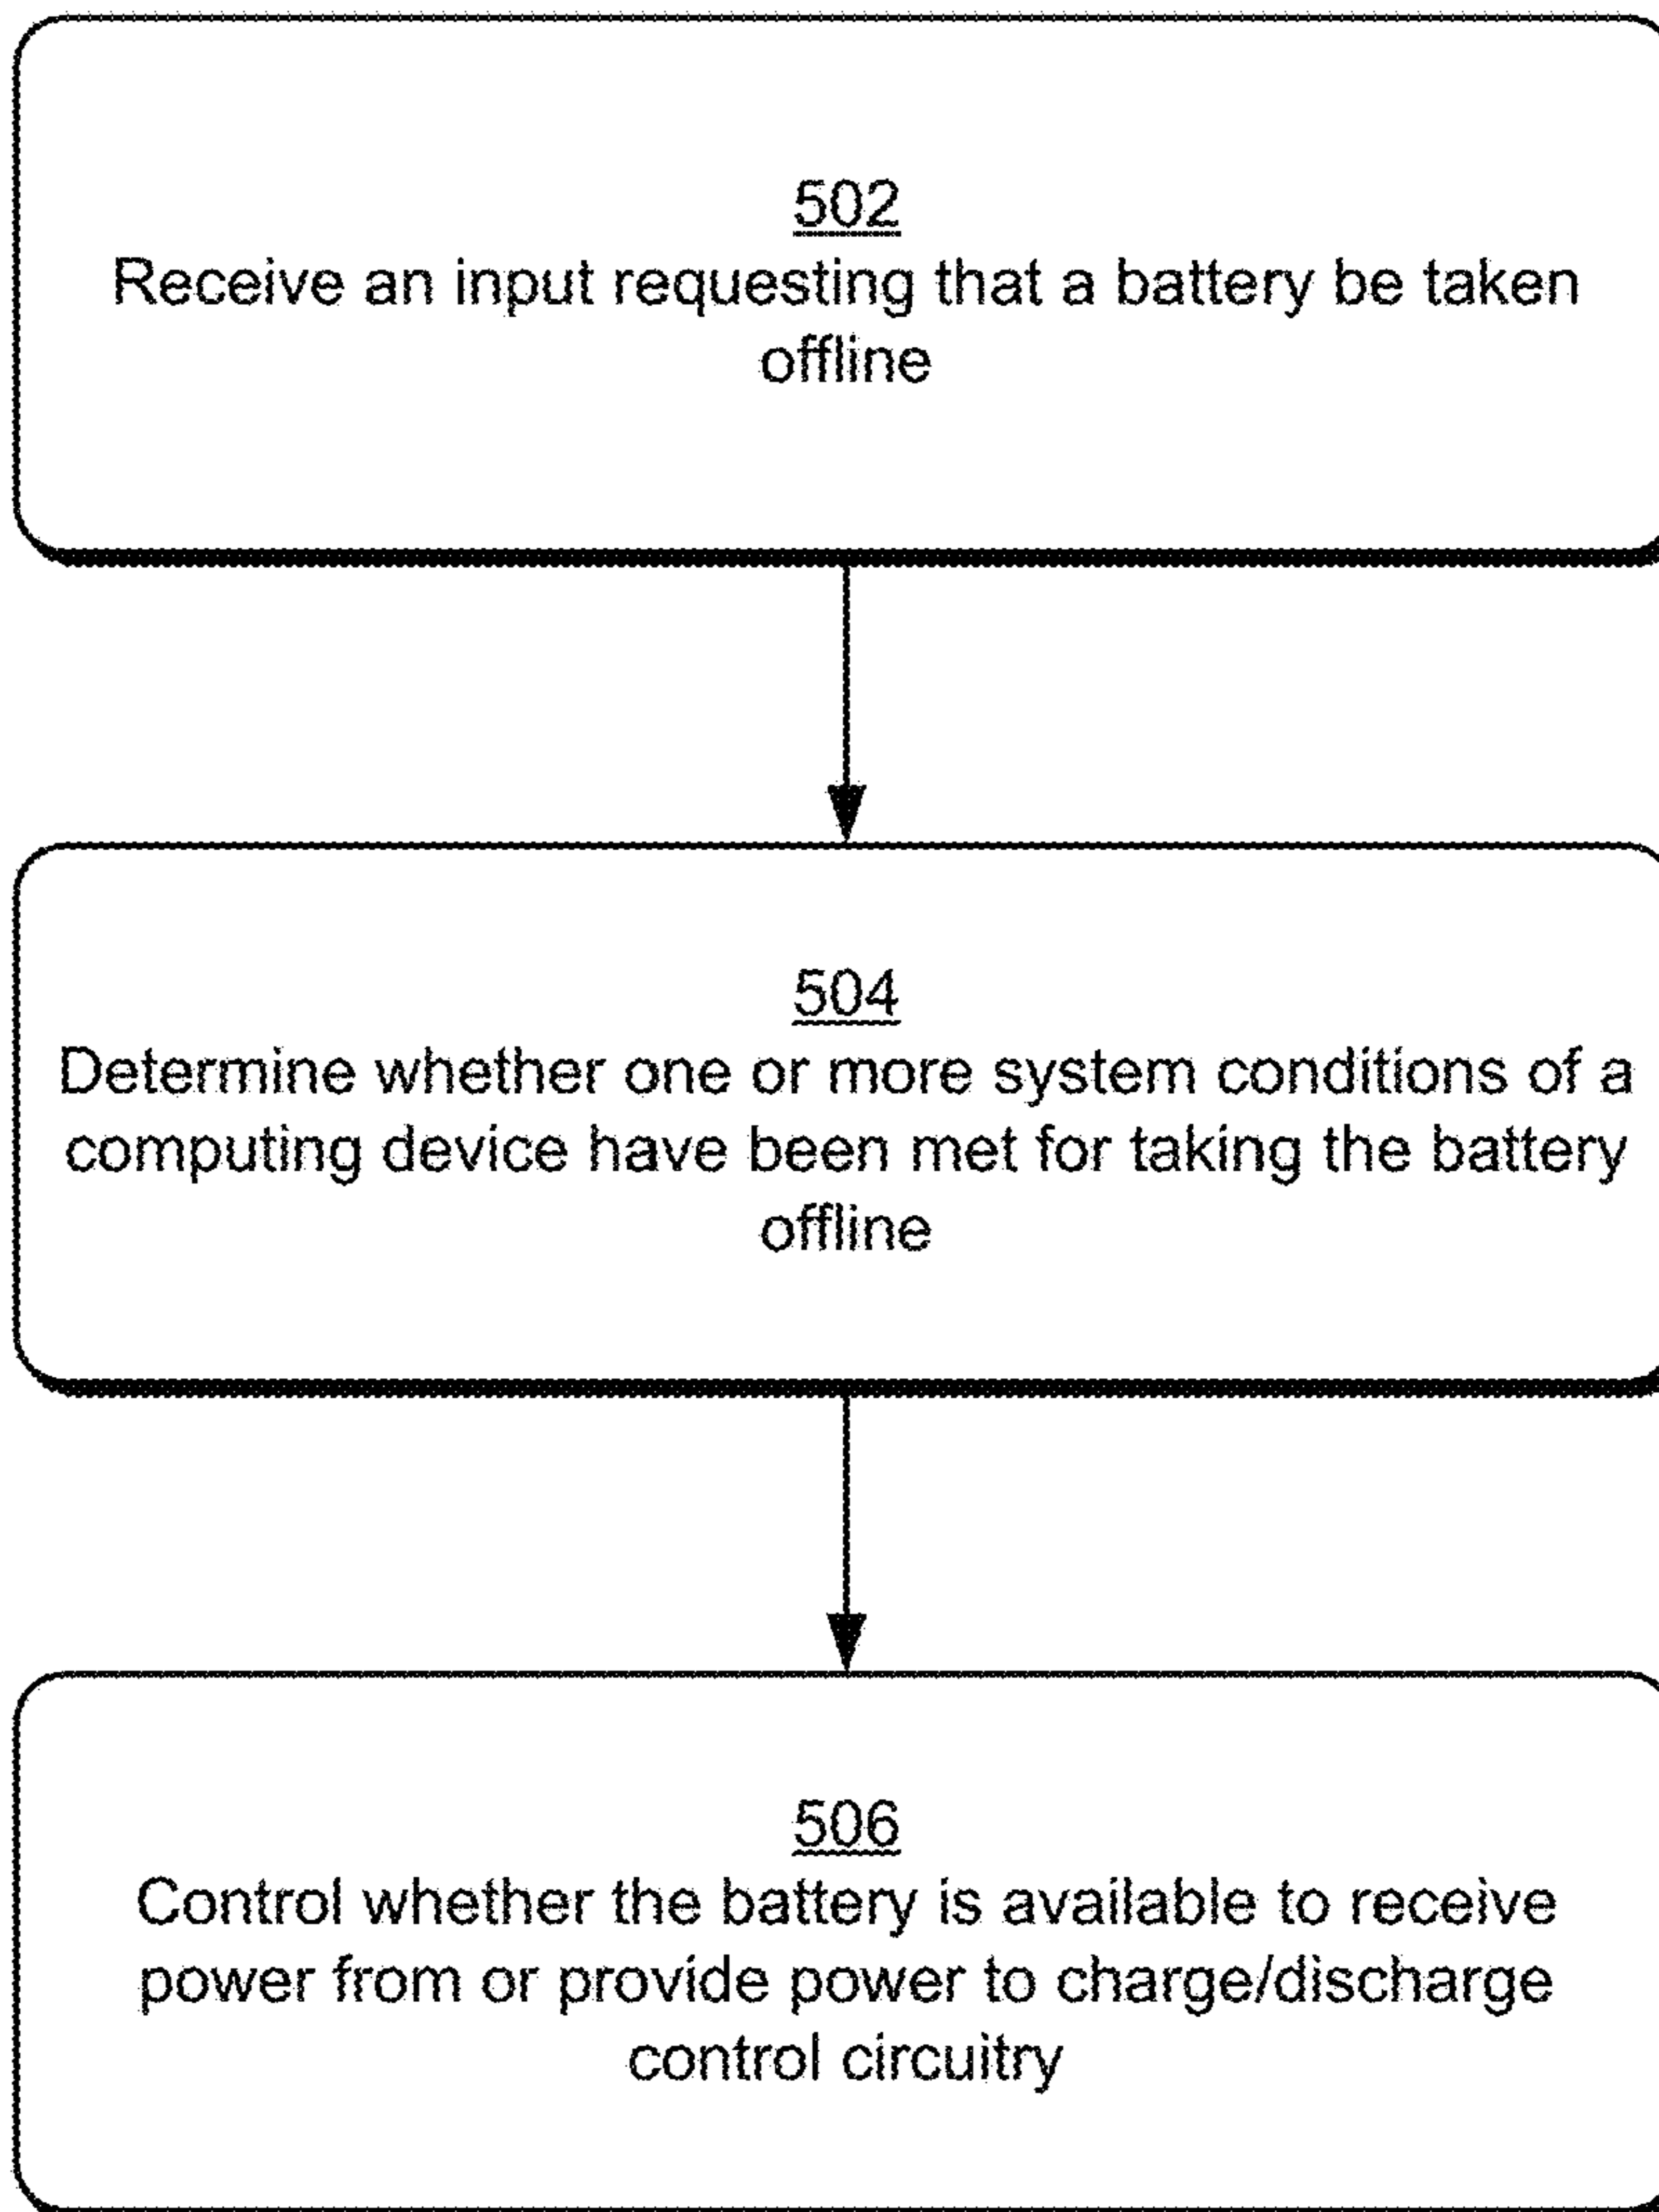 502
Receive an input requesting that a battery be taken
offline
504
Determine whether one or more system conditions of a
computing device have been met for taking the battery
offline
506
Control whether the battery is available to receive
power from or provide power to charge/discharge
control circuitry